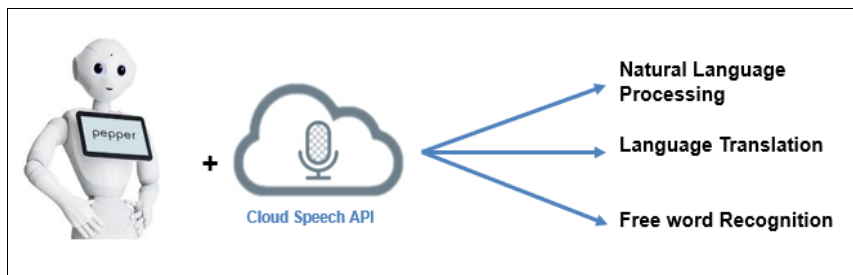 pepper
+
Cloud Speech API
Natural Language
Processing
Language Translation
Free word Recognition